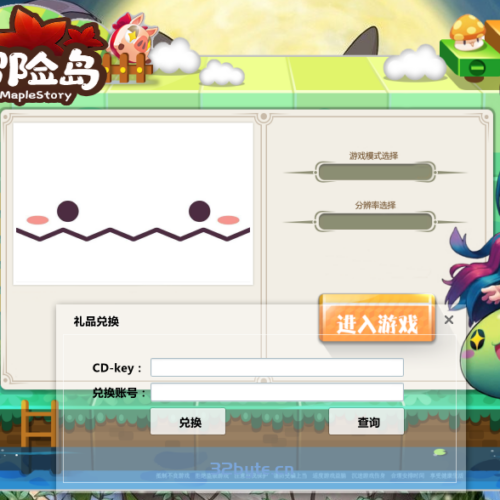 冒险岛
MapleStory
游戏模式选择
分辨率选择
进入游戏
礼品兑换
CD-key：
兑换账号：
兑换
查询
32byte.cn